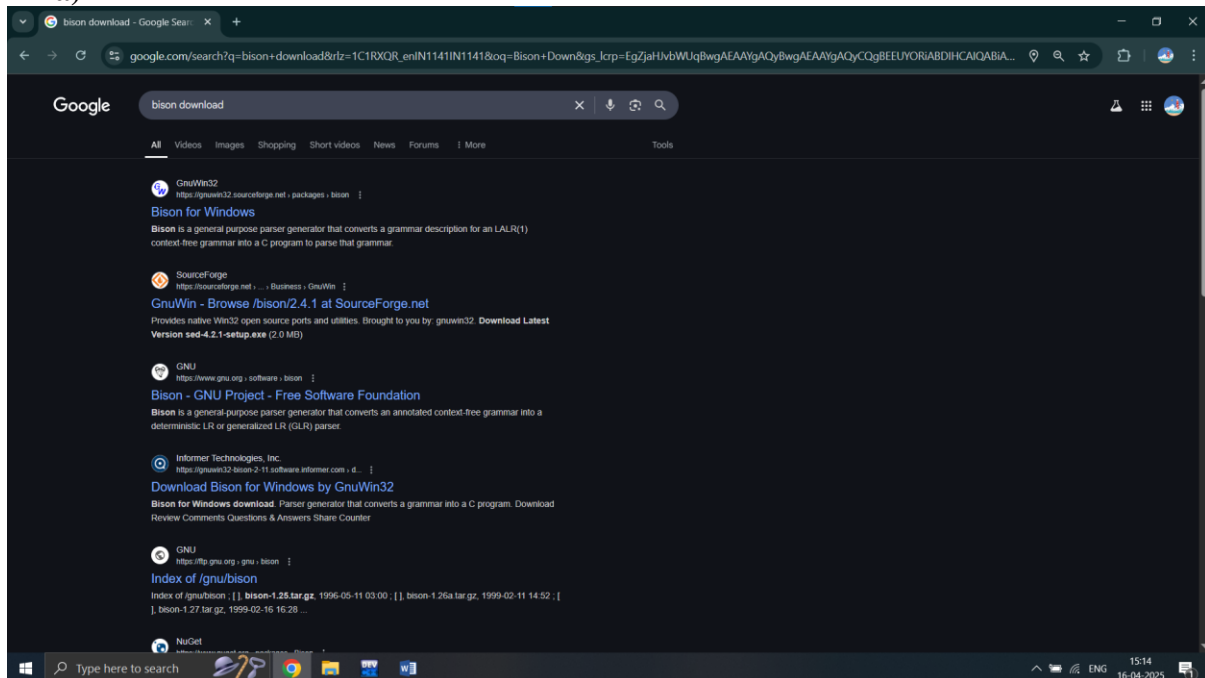 bison download - Google Searc
google.com/search?q=bison+download&rlz=1C1RXQR_enIN1141IN1141&oq=Bison+Down&gs_lcrp=EgZjaHJvbWUqBwgAEAAYgAQyBwgAEAAYgAQyCQgBEEUYORiABDIHCAIQABiA...
Google
bison download
All Videos Images Shopping Short videos News Forums More Tools
GnuWin32
https://gnuwin32.sourceforge.net › packages › bison
Bison for Windows
Bison is a general purpose parser generator that converts a grammar description for an LALR(1)
context-free grammar into a C program to parse that grammar.
SourceForge
https://sourceforge.net › ... › Business › GnuWin
GnuWin - Browse /bison/2.4.1 at SourceForge.net
Provides native Win32 open source ports and utilities. Brought to you by: gnuwin32. Download Latest
Version sed-4.2.1-setup.exe (2.0 MB)
GNU
https://www.gnu.org › software › bison
Bison - GNU Project - Free Software Foundation
Bison is a general-purpose parser generator that converts an annotated context-free grammar into a
deterministic LR or generalized LR (GLR) parser.
Informer Technologies, Inc.
https://gnuwin32-bison-2-11.software.informer.com › d...
Download Bison for Windows by GnuWin32
Bison for Windows download. Parser generator that converts a grammar into a C program. Download
Review Comments Questions & Answers Share Counter
GNU
https://ftp.gnu.org › gnu › bison
Index of /gnu/bison
Index of /gnu/bison ; [ ], bison-1.25.tar.gz, 1996-05-11 03:00 ; [ ], bison-1.26a.tar.gz, 1999-02-11 14:52 ; [
], bison-1.27.tar.gz, 1999-02-16 16:28 ...
NuGet
Type here to search
ENG
15:14
16-04-2025